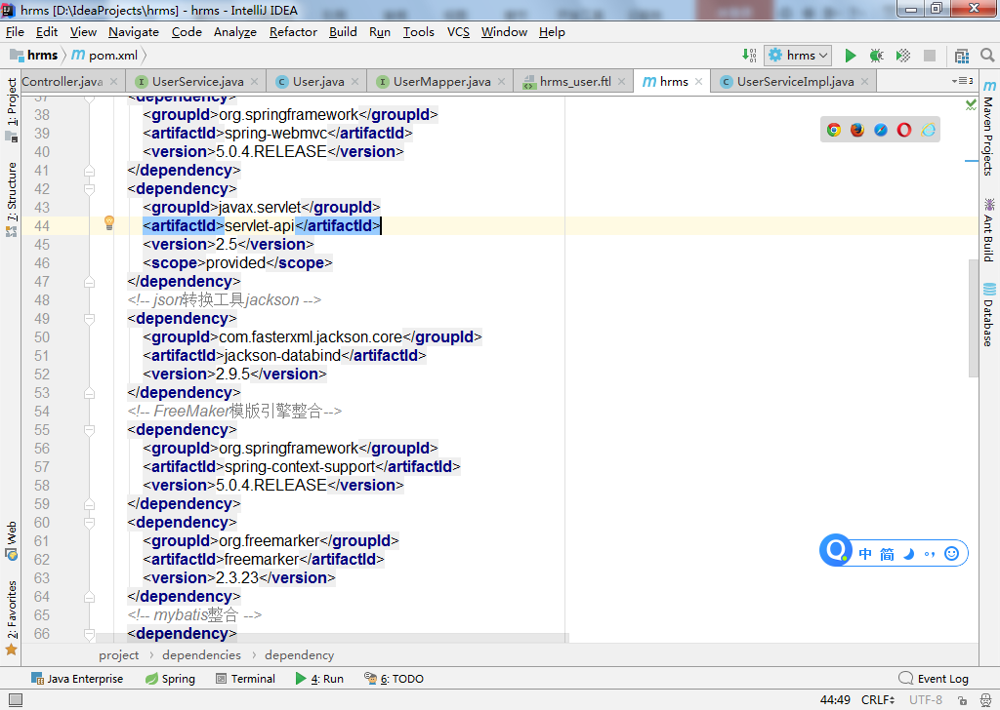 hrms [D:\IdeaProjects\hrms] - hrms - IntelliJ IDEA
File Edit View Navigate Code Analyze Refactor Build Run Tools VCS Window Help
hrms m pom.xml hrms
Controller.java UserService.java User.java UserMapper.java hrms_user.ftl hrms UserServiceImpl.java
1: Project
7: Structure
Web
2: Favorites
Maven Projects
Ant Build
Database
37 <dependency>
38 <groupId>org.springframework</groupId>
39 <artifactId>spring-webmvc</artifactId>
40 <version>5.0.4.RELEASE</version>
41 </dependency>
42 <dependency>
43 <groupId>javax.servlet</groupId>
44 <artifactId>servlet-api</artifactId>
45 <version>2.5</version>
46 <scope>provided</scope>
47 </dependency>
48 <!-- json转换工具jackson -->
49 <dependency>
50 <groupId>com.fasterxml.jackson.core</groupId>
51 <artifactId>jackson-databind</artifactId>
52 <version>2.9.5</version>
53 </dependency>
54 <!-- FreeMaker模版引擎整合-->
55 <dependency>
56 <groupId>org.springframework</groupId>
57 <artifactId>spring-context-support</artifactId>
58 <version>5.0.4.RELEASE</version>
59 </dependency>
60 <dependency>
61 <groupId>org.freemarker</groupId>
62 <artifactId>freemarker</artifactId>
63 <version>2.3.23</version>
64 </dependency>
65 <!-- mybatis整合 -->
66 <dependency>
中 简
project › dependencies › dependency
Java Enterprise Spring Terminal 4: Run 6: TODO Event Log
44:49 CRLF UTF-8